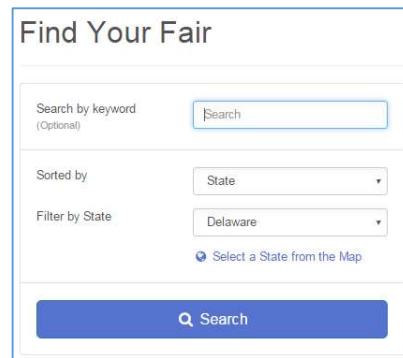 Find Your Fair
Search by keyword
(Optional)
Search
Sorted by
State
Filter by State
Delaware
Select a State from the Map
Search